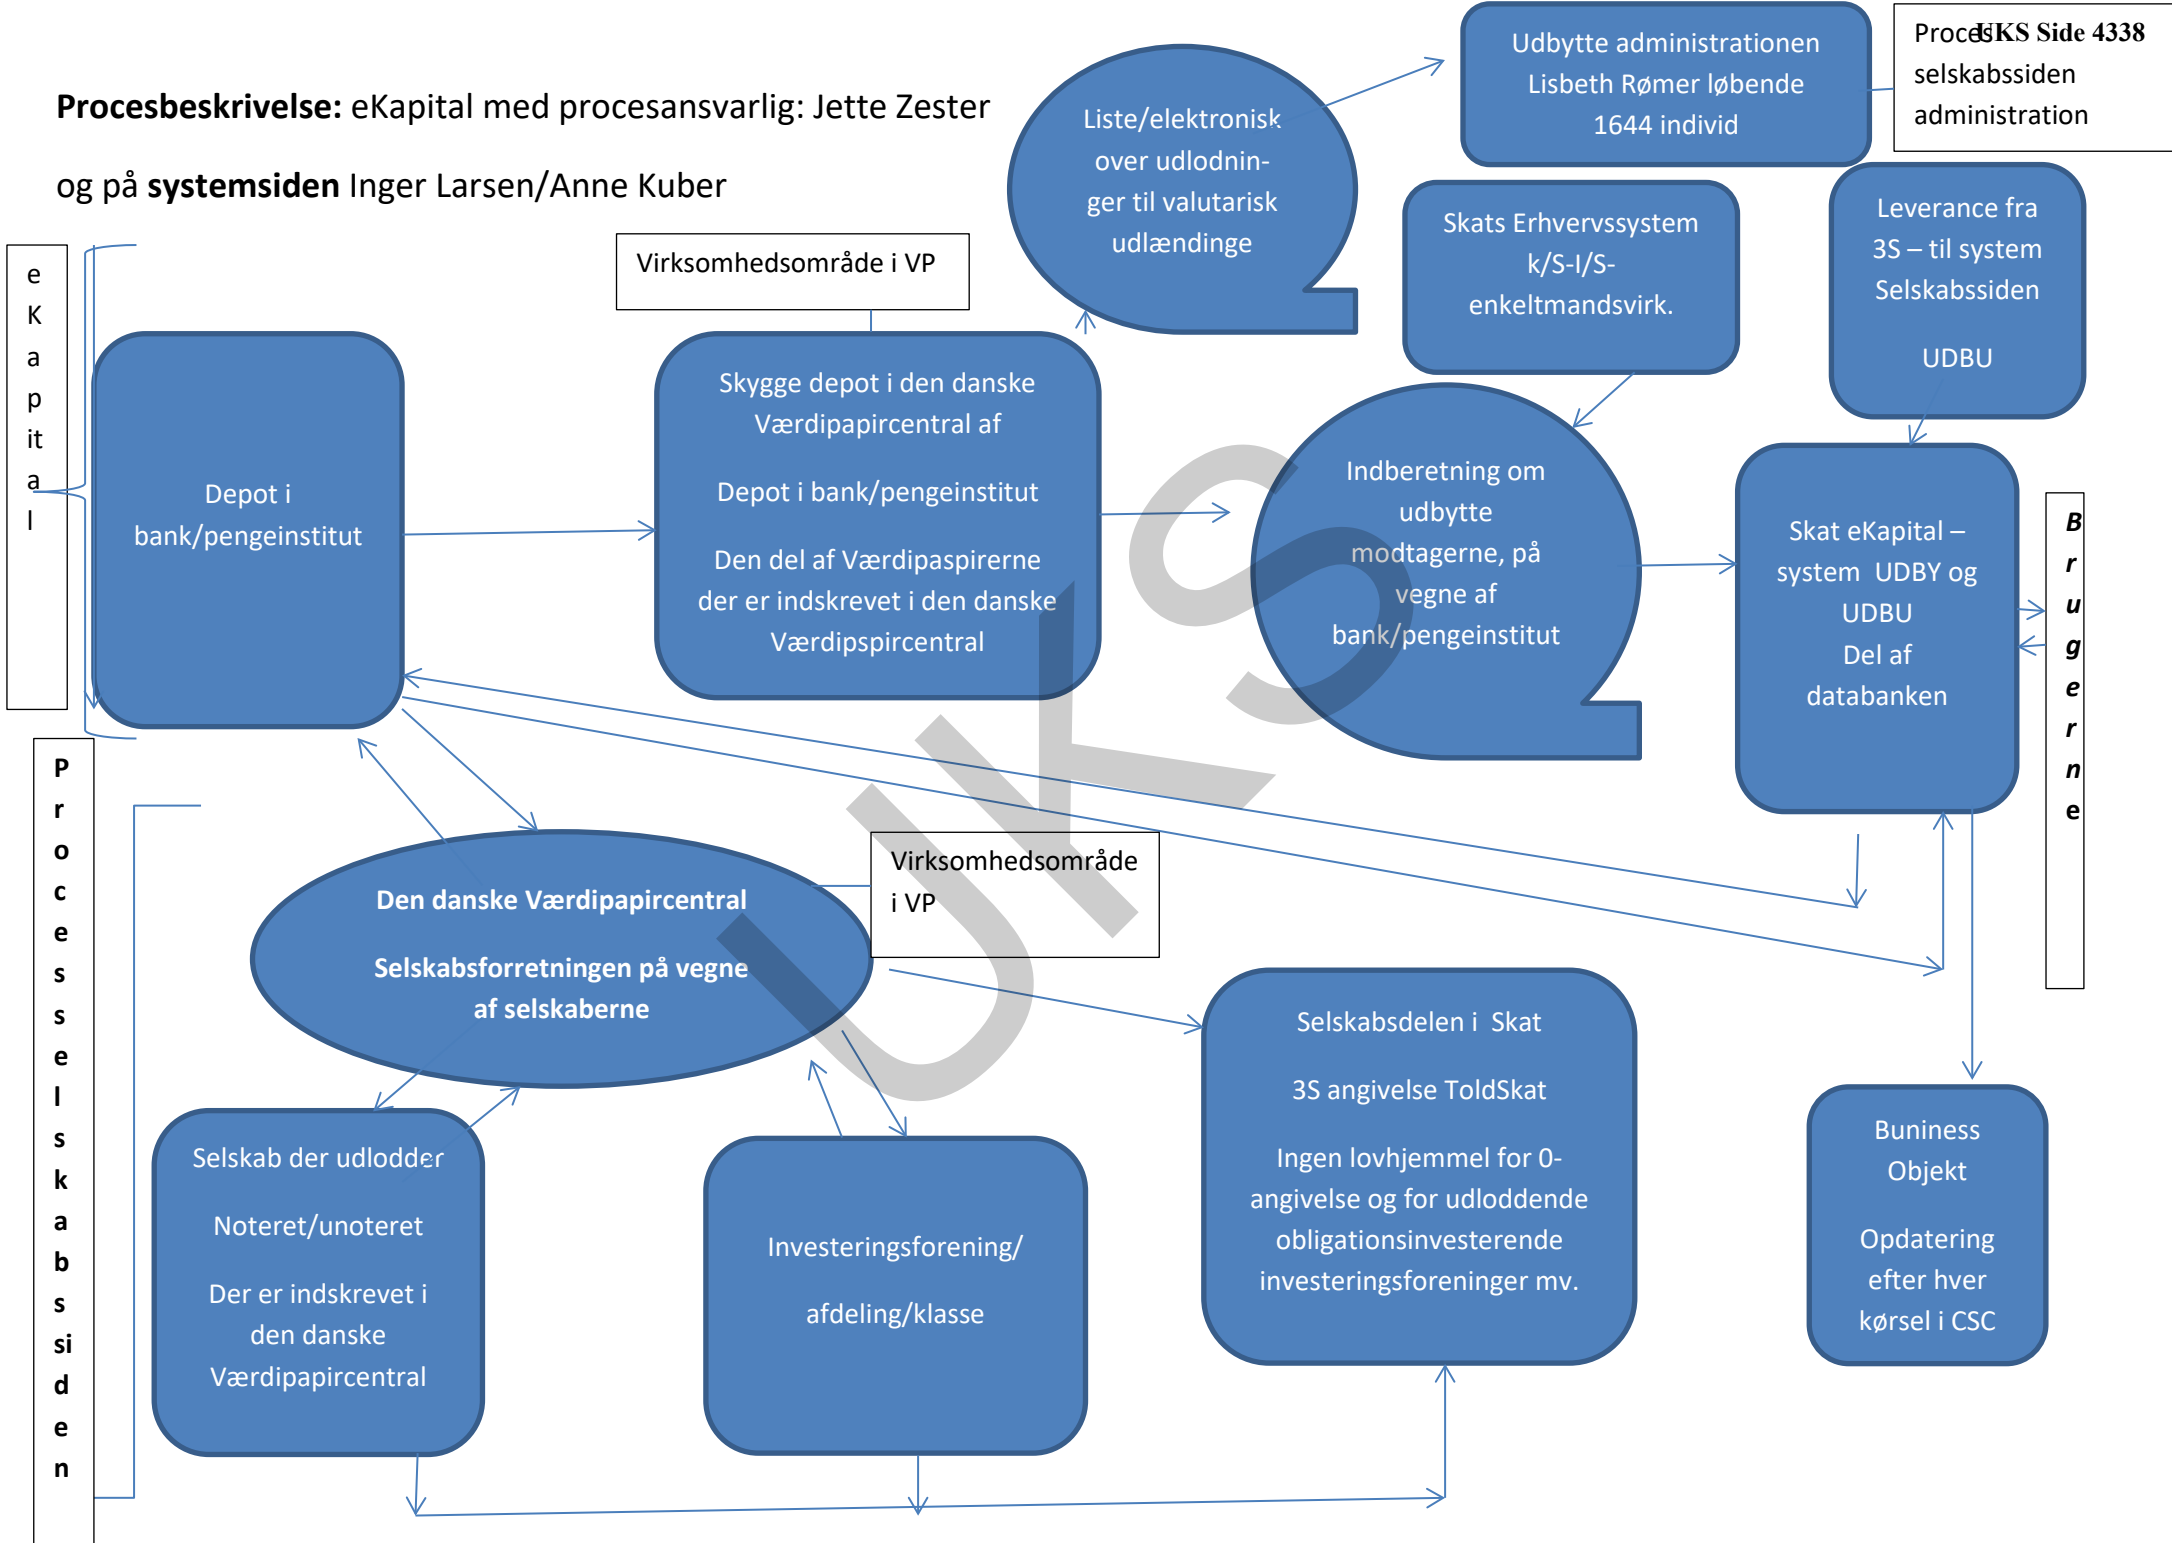 UKS Side 4338
Proces
selskabssiden
administration
Procesbeskrivelse: eKapital med procesansvarlig: Jette Zester
og på systemsiden Inger Larsen/Anne Kuber
Udbytte administrationen
Lisbeth Rømer løbende
1644 individ
Liste/elektronisk
over udlodnin-
ger til valutarisk
udlændinge
Skats Erhvervssystem
k/S-I/S-
enkeltmandsvirk.
Leverance fra
3S – til system
Selskabssiden
UDBU
Virksomhedsområde i VP
e
K
a
p
it
a
l
Depot i
bank/pengeinstitut
Skygge depot i den danske
Værdipapircentral af
Depot i bank/pengeinstitut
Den del af Værdipaspirerne
der er indskrevet i den danske
Værdipspircentral
Indberetning om
udbytte
modtagerne, på
vegne af
bank/pengeinstitut
Skat eKapital –
system UDBY og
UDBU
Del af
databanken
B
r
u
g
e
r
n
e
P
r
o
c
e
s
s
e
l
s
k
a
b
s
si
d
e
n
Den danske Værdipapircentral
Selskabsforretningen på vegne
af selskaberne
Virksomhedsområde
i VP
Selskab der udlodder
Noteret/unoteret
Der er indskrevet i
den danske
Værdipapircentral
Investeringsforening/
afdeling/klasse
Selskabsdelen i Skat
3S angivelse ToldSkat
Ingen lovhjemmel for 0-
angivelse og for udloddende
obligationsinvesterende
investeringsforeninger mv.
Buniness
Objekt
Opdatering
efter hver
kørsel i CSC
UKS